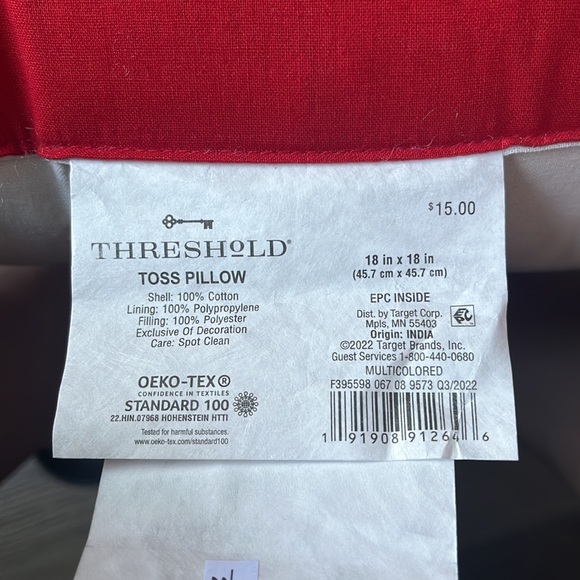 THRESHOLD®
TOSS PILLOW
Shell: 100% Cotton
Lining: 100% Polypropylene
Filling: 100% Polyester
Exclusive Of Decoration
Care: Spot Clean
OEKO-TEX®
CONFIDENCE IN TEXTILES
STANDARD 100
22.HIN.07968 HOHENSTEIN HTTI
Tested for harmful substances.
www.oeko-tex.com/standard100
$15.00
18 in x 18 in
(45.7 cm x 45.7 cm)
EPC INSIDE
Dist. by Target Corp.
Mpls, MN 55403
Origin: INDIA
©2022 Target Brands, Inc.
Guest Services 1-800-440-0680
MULTICOLORED
F395598 067 08 9573 Q3/2022
1 91908 91264 6